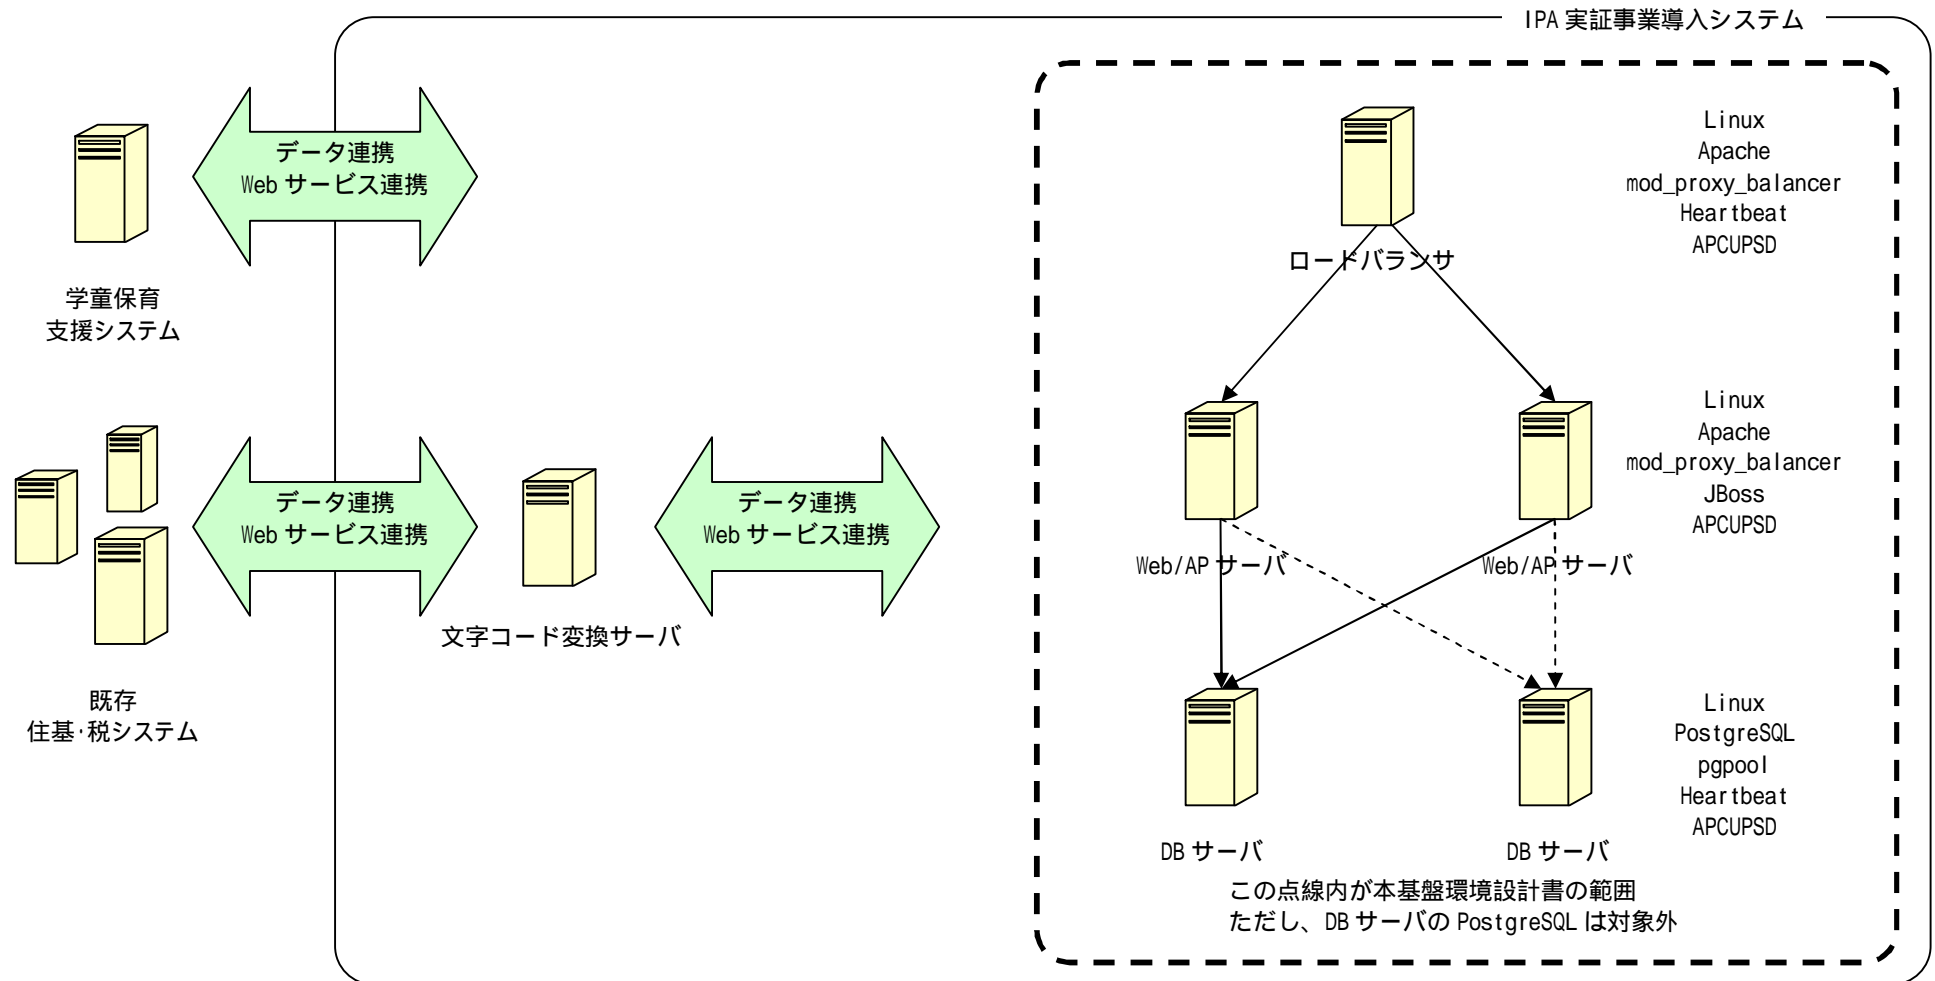 IPA 実証事業導入システム
データ連携
Web サービス連携
学童保育
支援システム
データ連携
Web サービス連携
既存
住基・税システム
文字コード変換サーバ
データ連携
Web サービス連携
ロードバランサ
Linux
Apache
mod_proxy_balancer
Heartbeat
APCUPSD
Web/AP サーバ
Web/AP サーバ
Linux
Apache
mod_proxy_balancer
JBoss
APCUPSD
DB サーバ
DB サーバ
Linux
PostgreSQL
pgpool
Heartbeat
APCUPSD
この点線内が本基盤環境設計書の範囲
ただし、DB サーバの PostgreSQL は対象外